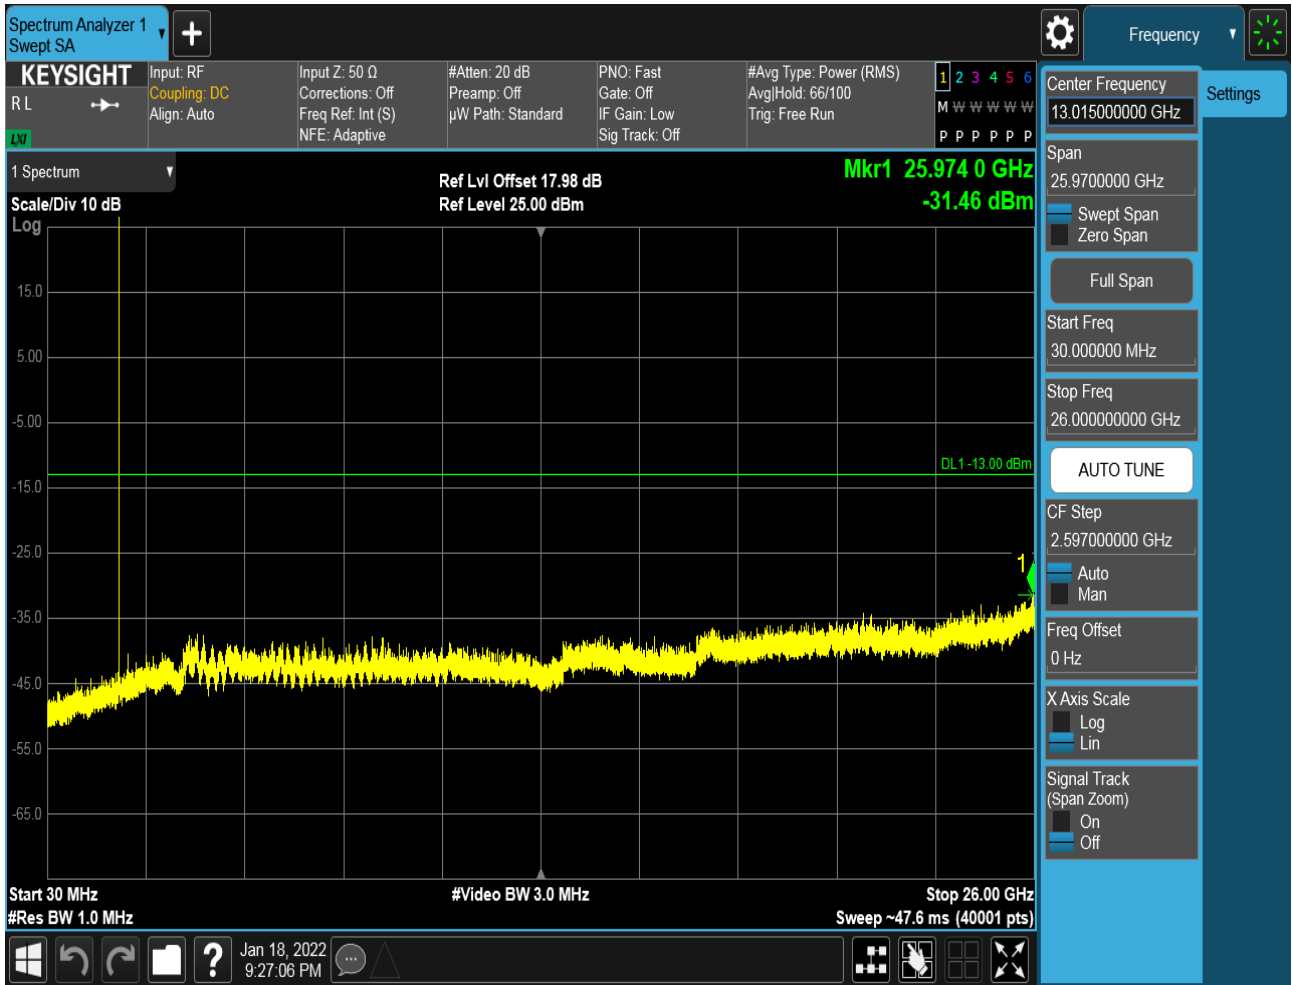 Spectrum Analyzer 1
Swept SA
Frequency
KEYSIGHT
R L
LXI
Input: RF
Coupling: DC
Align: Auto
Input Z: 50 Ω
Corrections: Off
Freq Ref: Int (S)
NFE: Adaptive
#Atten: 20 dB
Preamp: Off
µW Path: Standard
PNO: Fast
Gate: Off
IF Gain: Low
Sig Track: Off
#Avg Type: Power (RMS)
Avg|Hold: 66/100
Trig: Free Run
1 2 3 4 5 6
M W W W W W
P P P P P P
1 Spectrum
Scale/Div 10 dB
Log
Ref Lvl Offset 17.98 dB
Ref Level 25.00 dBm
Mkr1 25.974 0 GHz
-31.46 dBm
15.0
5.00
-5.00
-15.0
-25.0
-35.0
-45.0
-55.0
-65.0
DL1 -13.00 dBm
1
Start 30 MHz
#Res BW 1.0 MHz
#Video BW 3.0 MHz
Stop 26.00 GHz
Sweep ~47.6 ms (40001 pts)
?
Jan 18, 2022
9:27:06 PM
Center Frequency
13.015000000 GHz
Settings
Span
25.9700000 GHz
Swept Span
Zero Span
Full Span
Start Freq
30.000000 MHz
Stop Freq
26.000000000 GHz
AUTO TUNE
CF Step
2.597000000 GHz
Auto
Man
Freq Offset
0 Hz
X Axis Scale
Log
Lin
Signal Track
(Span Zoom)
On
Off